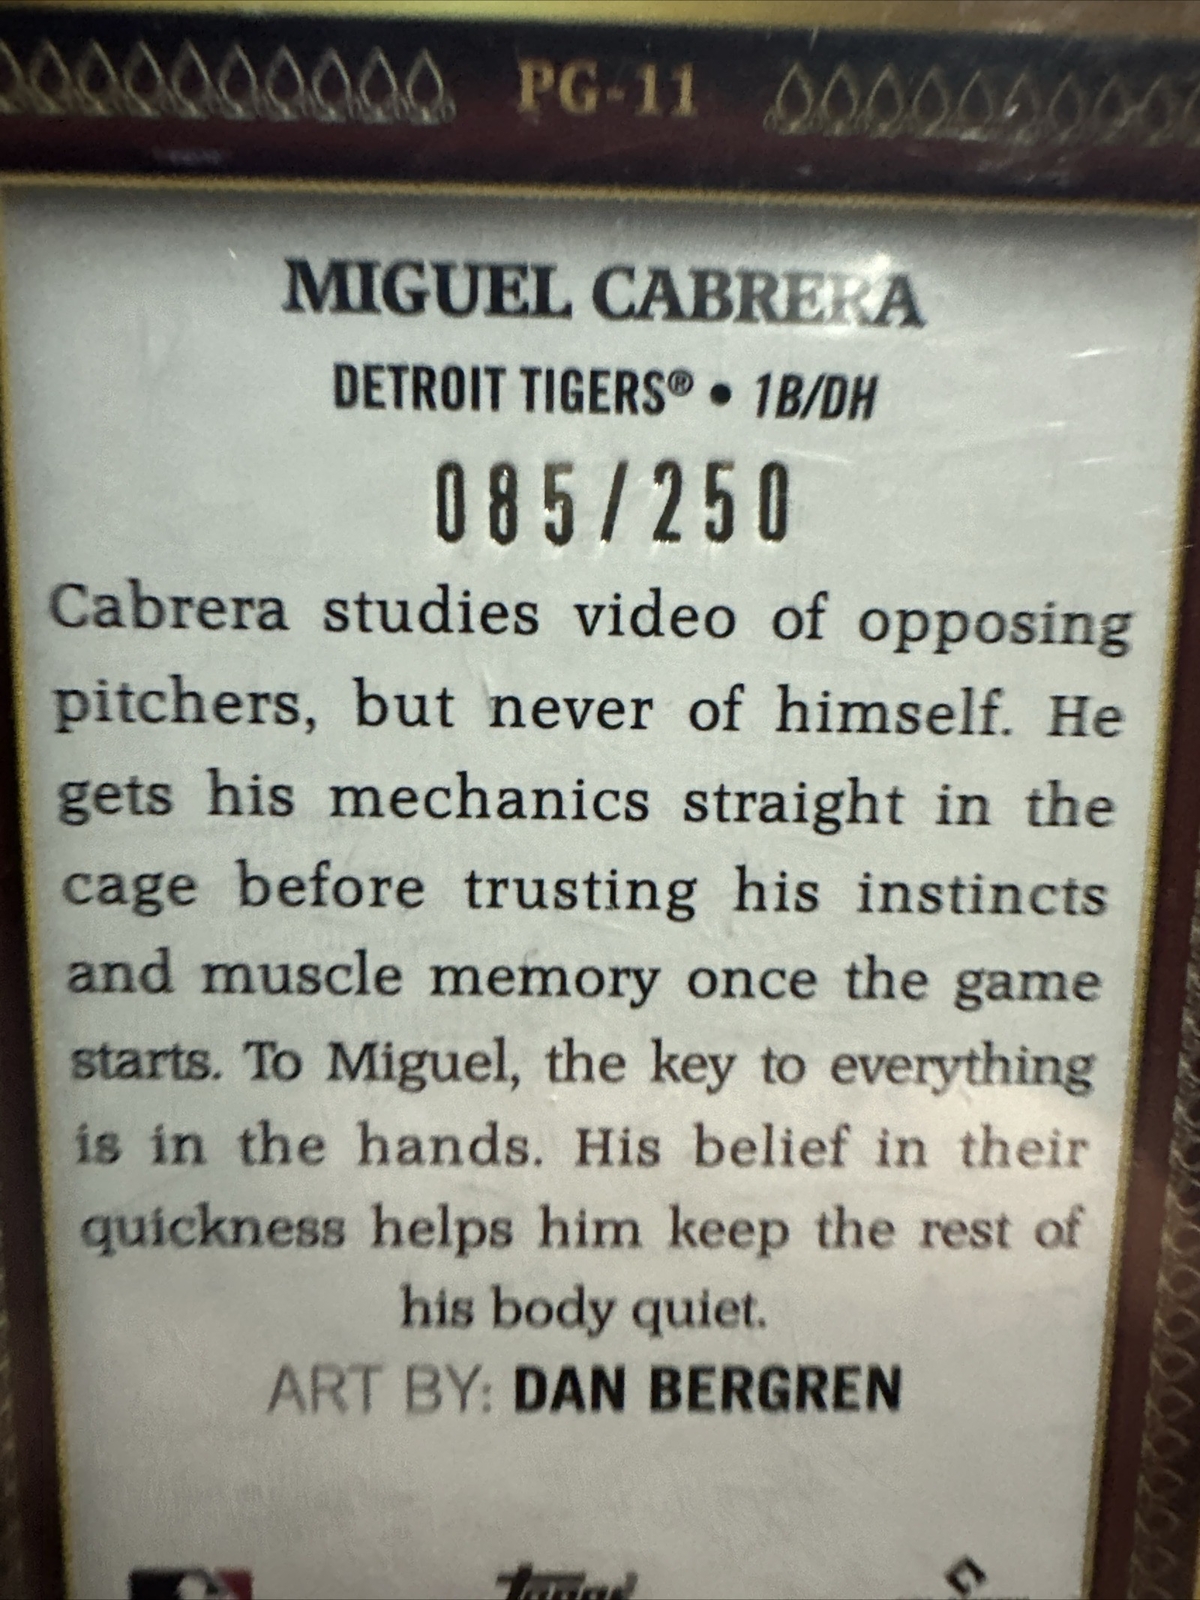 PG-11
MIGUEL CABRERA
DETROIT TIGERS® • 1B/DH
085/250
Cabrera studies video of opposing
pitchers, but never of himself. He
gets his mechanics straight in the
cage before trusting his instincts
and muscle memory once the game
starts. To Miguel, the key to everything
is in the hands. His belief in their
quickness helps him keep the rest of
his body quiet.
ART BY: DAN BERGREN
topps